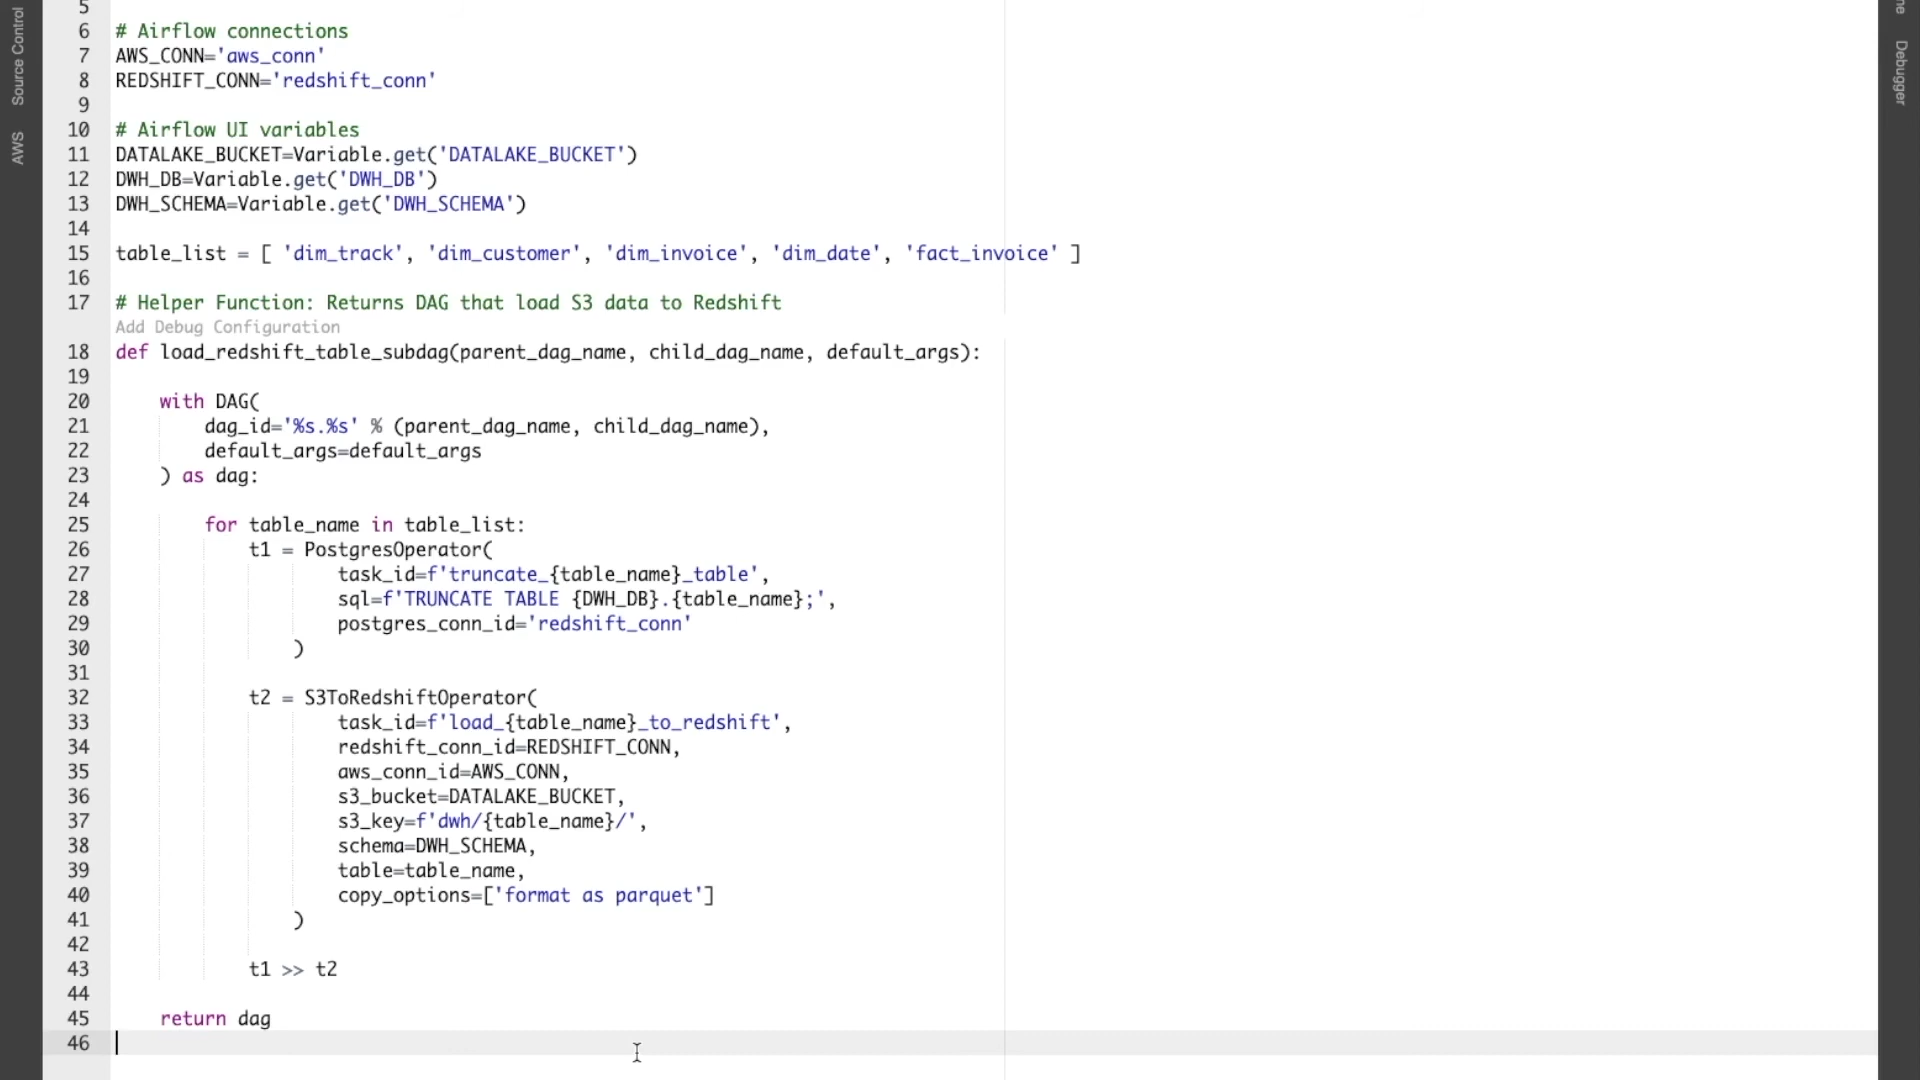 Source Control
AWS
5
6 # Airflow connections
7 AWS_CONN='aws_conn'
8 REDSHIFT_CONN='redshift_conn'
9
10 # Airflow UI variables
11 DATALAKE_BUCKET=Variable.get('DATALAKE_BUCKET')
12 DWH_DB=Variable.get('DWH_DB')
13 DWH_SCHEMA=Variable.get('DWH_SCHEMA')
14
15 table_list = [ 'dim_track', 'dim_customer', 'dim_invoice', 'dim_date', 'fact_invoice' ]
16
17 # Helper Function: Returns DAG that load S3 data to Redshift
Add Debug Configuration
18 def load_redshift_table_subdag(parent_dag_name, child_dag_name, default_args):
19
20     with DAG(
21         dag_id='%s.%s' % (parent_dag_name, child_dag_name),
22         default_args=default_args
23     ) as dag:
24
25         for table_name in table_list:
26             t1 = PostgresOperator(
27                     task_id=f'truncate_{table_name}_table',
28                     sql=f'TRUNCATE TABLE {DWH_DB}.{table_name};',
29                     postgres_conn_id='redshift_conn'
30                 )
31
32             t2 = S3ToRedshiftOperator(
33                     task_id=f'load_{table_name}_to_redshift',
34                     redshift_conn_id=REDSHIFT_CONN,
35                     aws_conn_id=AWS_CONN,
36                     s3_bucket=DATALAKE_BUCKET,
37                     s3_key=f'dwh/{table_name}/',
38                     schema=DWH_SCHEMA,
39                     table=table_name,
40                     copy_options=['format as parquet']
41                 )
42
43             t1 >> t2
44
45     return dag
46
ne
Debugger